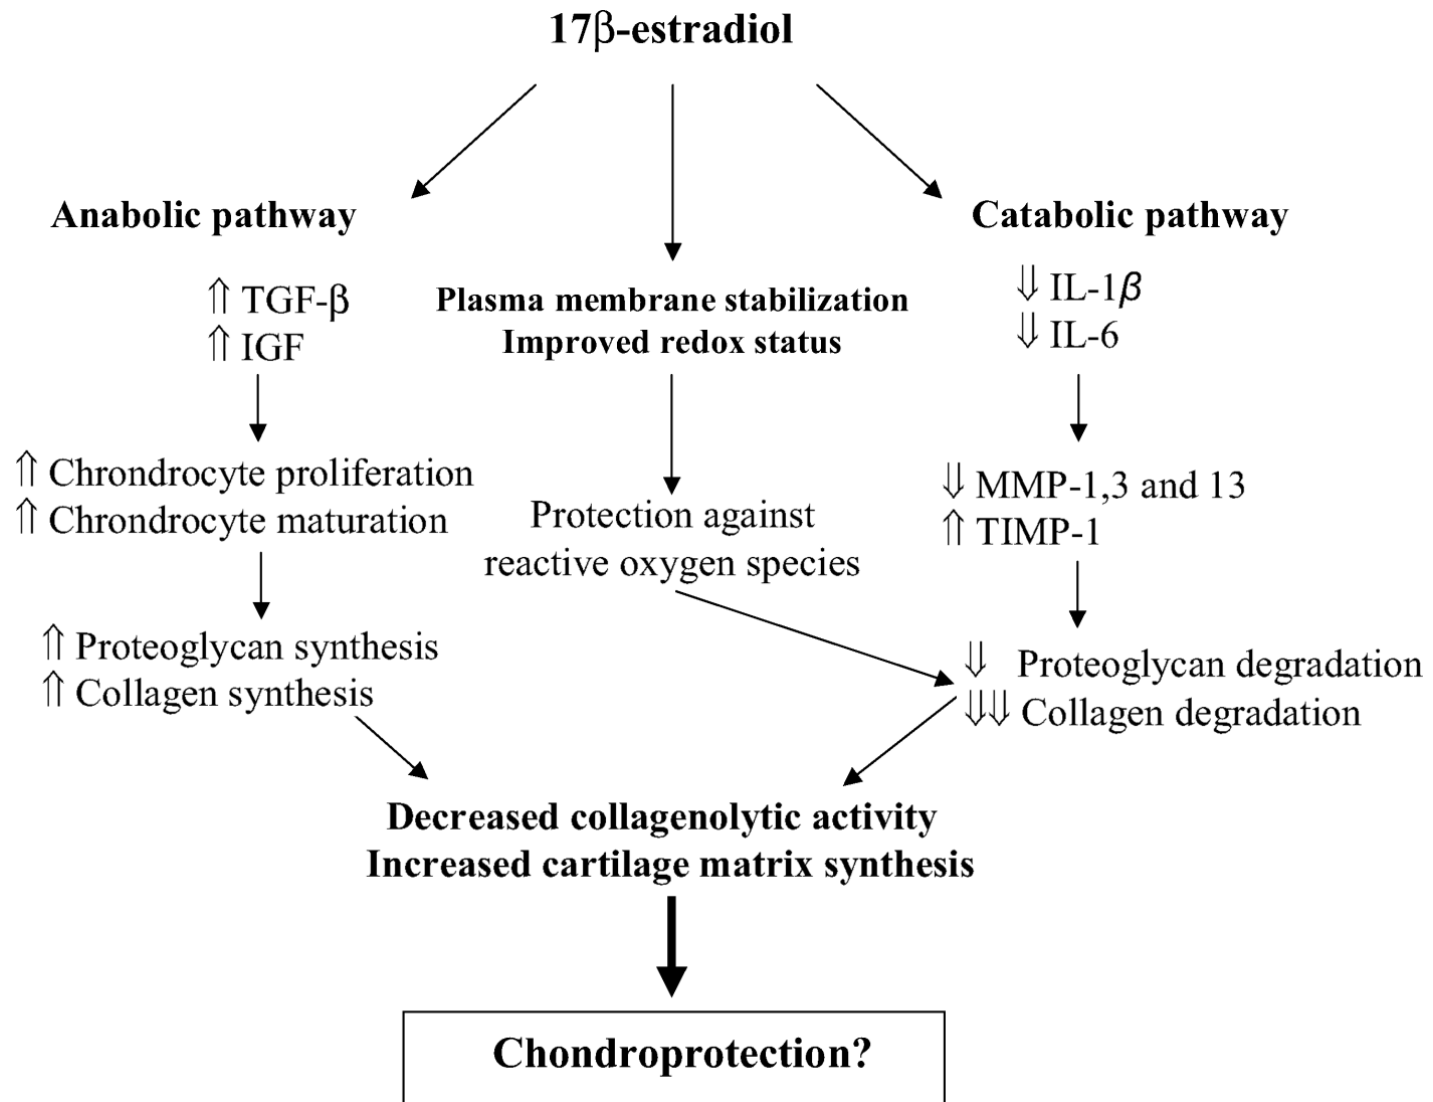 17β-estradiol
Anabolic pathway
⇑ TGF-β
⇑ IGF
⇑ Chrondrocyte proliferation
⇑ Chrondrocyte maturation
⇑ Proteoglycan synthesis
⇑ Collagen synthesis
Plasma membrane stabilization
Improved redox status
Protection against
reactive oxygen species
Catabolic pathway
⇓ IL-1β
⇓ IL-6
⇓ MMP-1,3 and 13
⇑ TIMP-1
⇓ Proteoglycan degradation
⇓⇓ Collagen degradation
Decreased collagenolytic activity
Increased cartilage matrix synthesis
Chondroprotection?